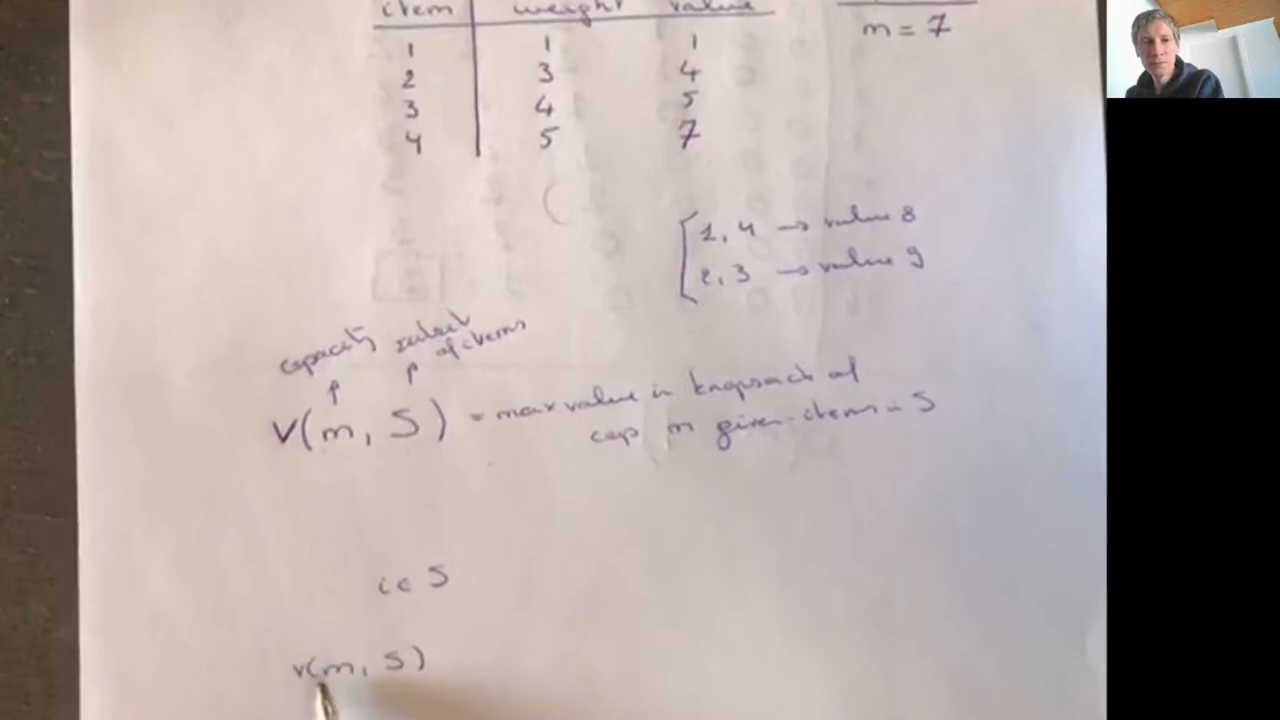 item weight value
m = 7
1 1 1
2 3 4
3 4 5
4 5 7
1, 4 → value 8
2, 3 → value 9
capacity subset
of items
V(m, S) = max value in knapsack of
cap m given items in S
i ∈ S
V(m, S)